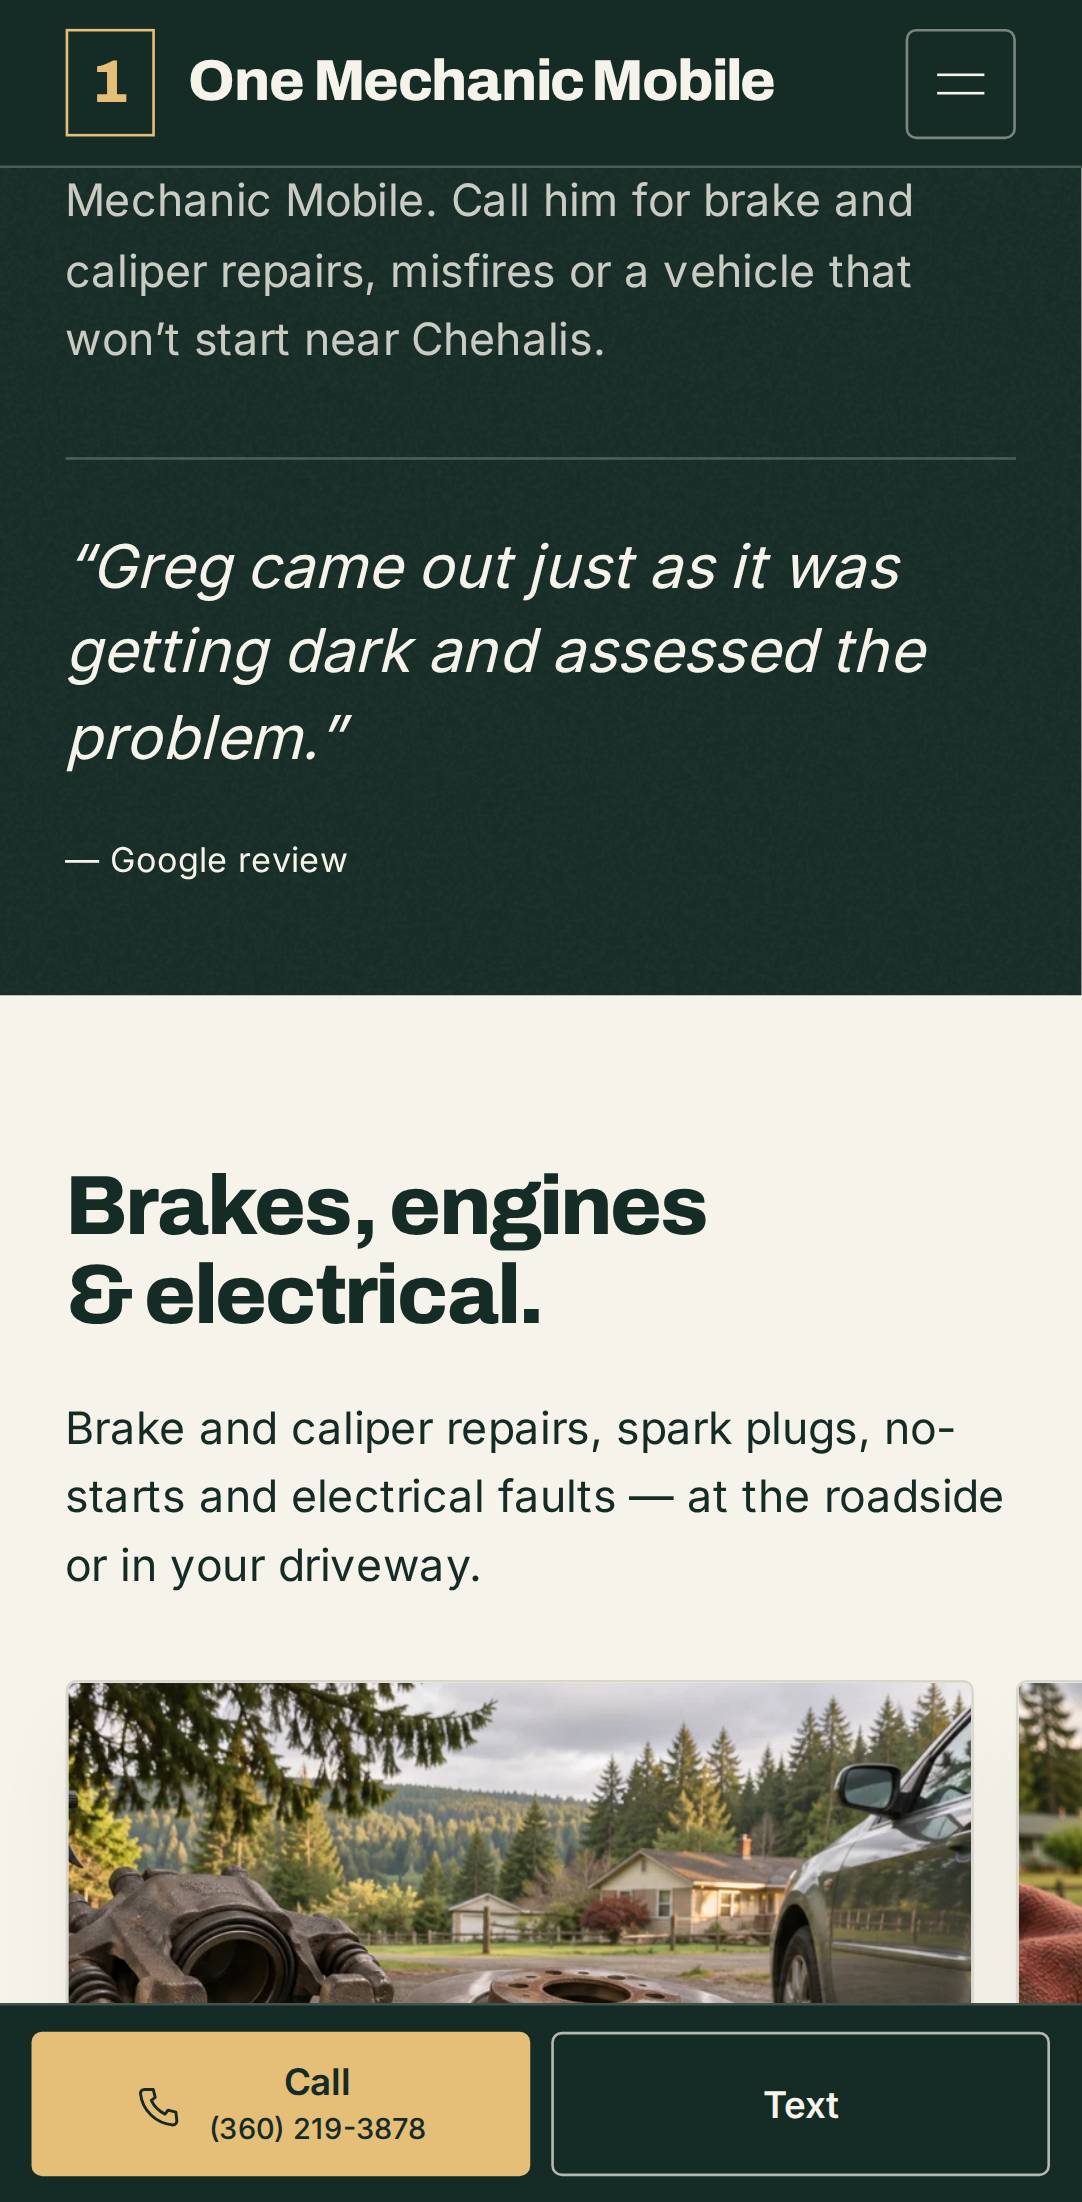 1 One Mechanic Mobile
Mechanic Mobile. Call him for brake and
caliper repairs, misfires or a vehicle that
won’t start near Chehalis.
“Greg came out just as it was
getting dark and assessed the
problem.”
— Google review
Brakes, engines
& electrical.
Brake and caliper repairs, spark plugs, no-
starts and electrical faults — at the roadside
or in your driveway.
Call
(360) 219-3878
Text